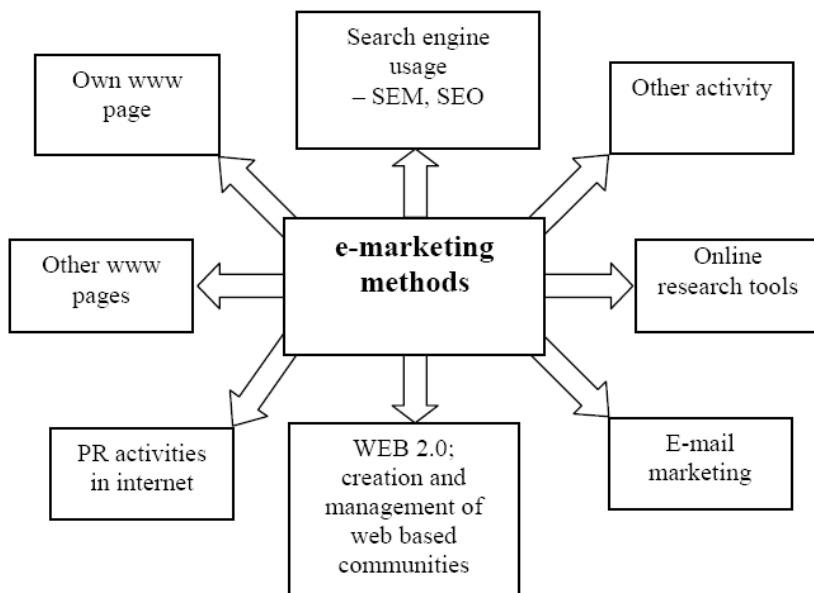 Search engine
usage
– SEM, SEO
Own www
page
Other activity
e-marketing
methods
Other www
pages
Online
research tools
PR activities
in internet
WEB 2.0;
creation and
management of
web based
communities
E-mail
marketing